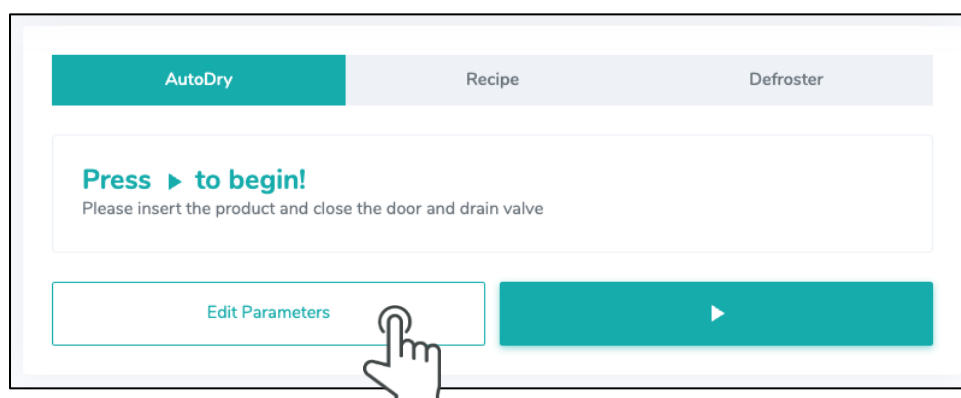 AutoDry
Recipe
Defroster
Press ▶ to begin!
Please insert the product and close the door and drain valve
Edit Parameters